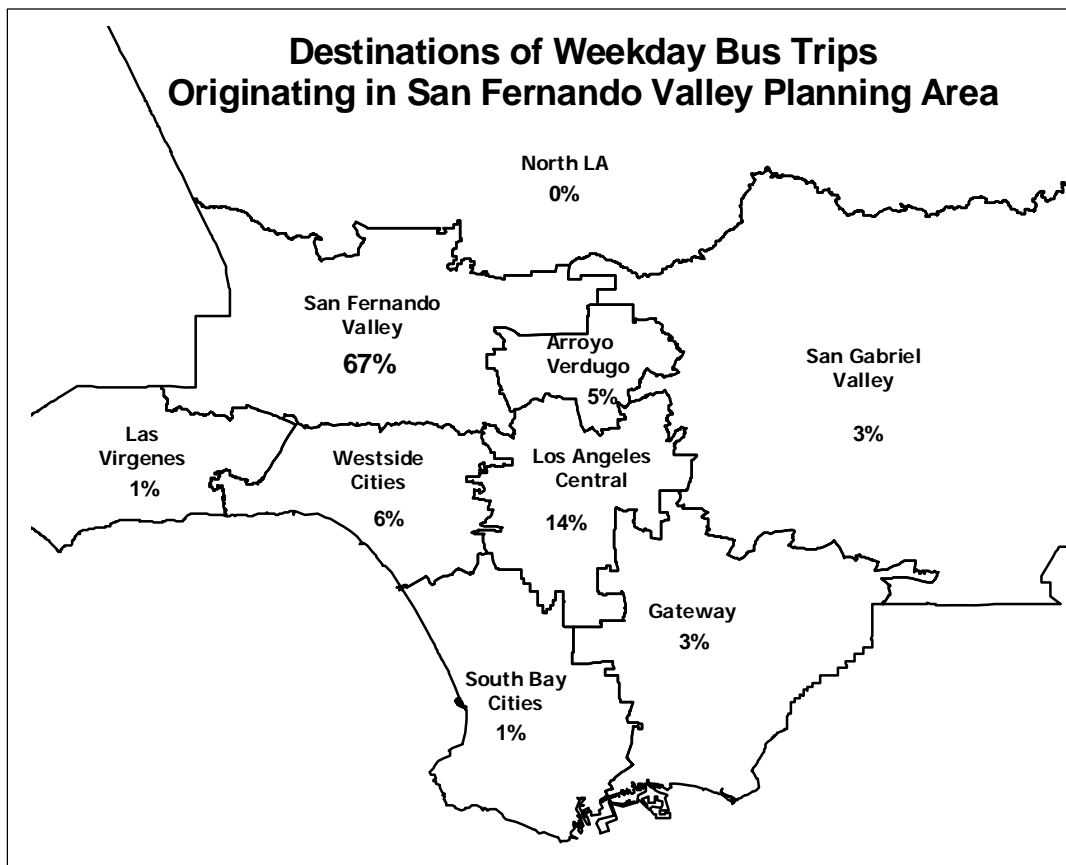 Destinations of Weekday Bus Trips
Originating in San Fernando Valley Planning Area
North LA
0%
San Fernando
Valley
67%
Arroyo
Verdugo
5%
San Gabriel
Valley
3%
Las
Virgenes
1%
Westside
Cities
6%
Los Angeles
Central
14%
Gateway
3%
South Bay
Cities
1%